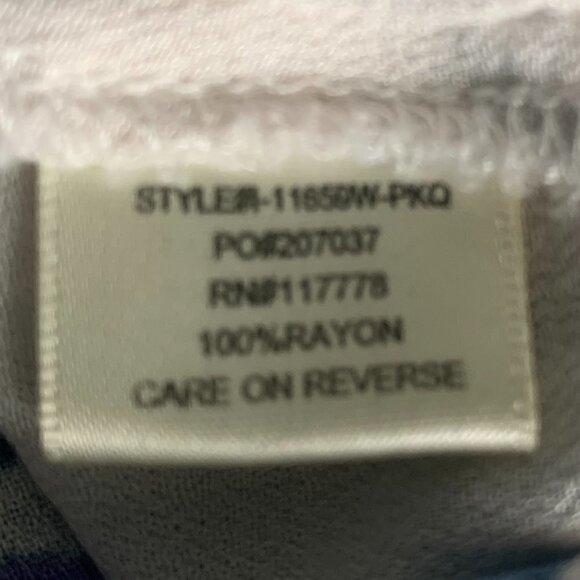 STYLE#I-11659W-PKQ
PO#207037
RN#117778
100%RAYON
CARE ON REVERSE